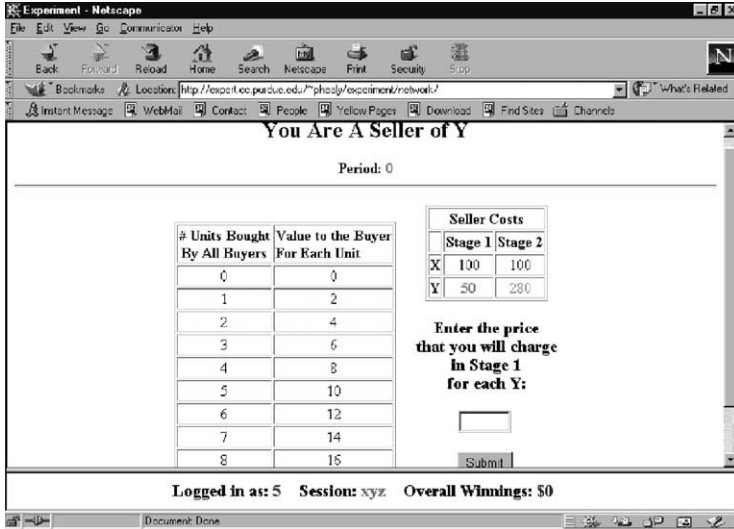 Experiment - Netscape
File Edit View Go Communicator Help
Back Forward Reload Home Search Netscape Print Security Stop
Bookmarks Location: http://expert.cc.purdue.edu/~phealy/experiment/network/ What's Related
Instant Message WebMail Contact People Yellow Pages Download Find Sites Channels
You Are A Seller of Y
Period: 0
# Units Bought By All Buyers Value to the Buyer For Each Unit
0 0
1 2
2 4
3 6
4 8
5 10
6 12
7 14
8 16
Seller Costs
Stage 1 Stage 2
X 100 100
Y 50 280
Enter the price
that you will charge
in Stage 1
for each Y:
Submit
Logged in as: 5 Session: xyz Overall Winnings: $0
Document: Done